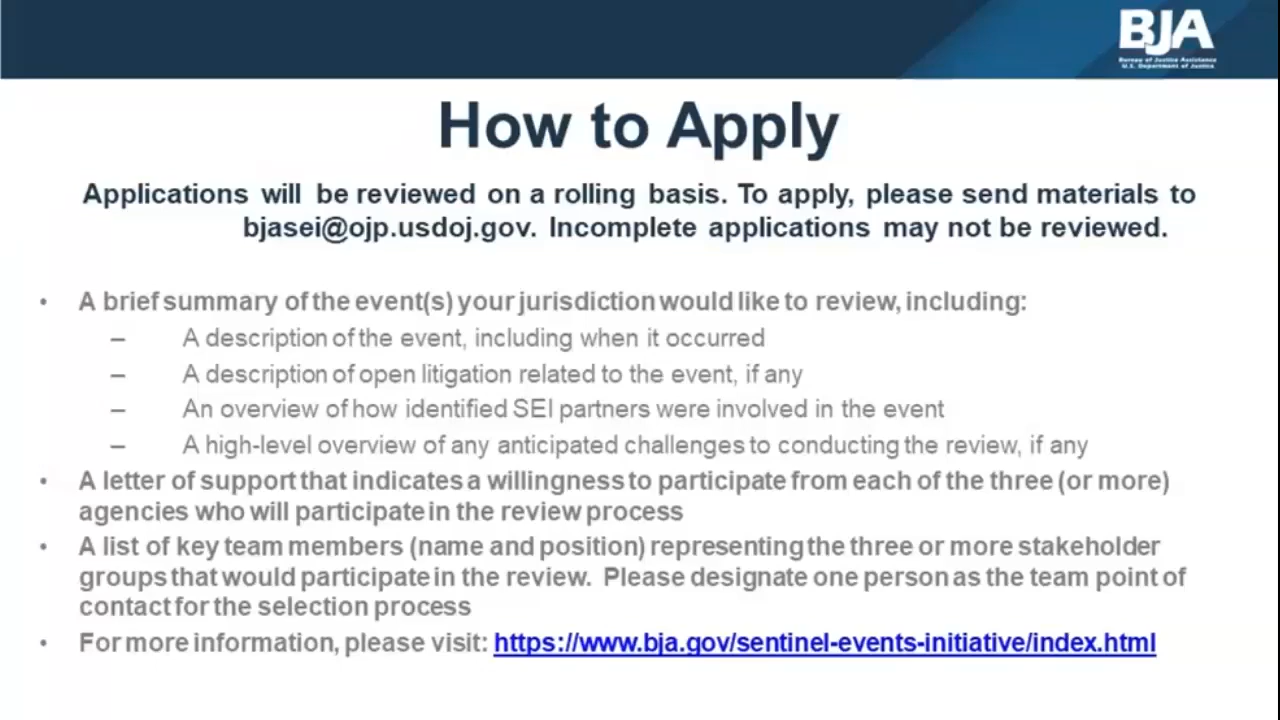 BJA
Bureau of Justice Assistance
U.S. Department of Justice
How to Apply
Applications will be reviewed on a rolling basis. To apply, please send materials to
bjasei@ojp.usdoj.gov. Incomplete applications may not be reviewed.
• A brief summary of the event(s) your jurisdiction would like to review, including:
– A description of the event, including when it occurred
– A description of open litigation related to the event, if any
– An overview of how identified SEI partners were involved in the event
– A high-level overview of any anticipated challenges to conducting the review, if any
• A letter of support that indicates a willingness to participate from each of the three (or more)
agencies who will participate in the review process
• A list of key team members (name and position) representing the three or more stakeholder
groups that would participate in the review. Please designate one person as the team point of
contact for the selection process
• For more information, please visit: https://www.bja.gov/sentinel-events-initiative/index.html